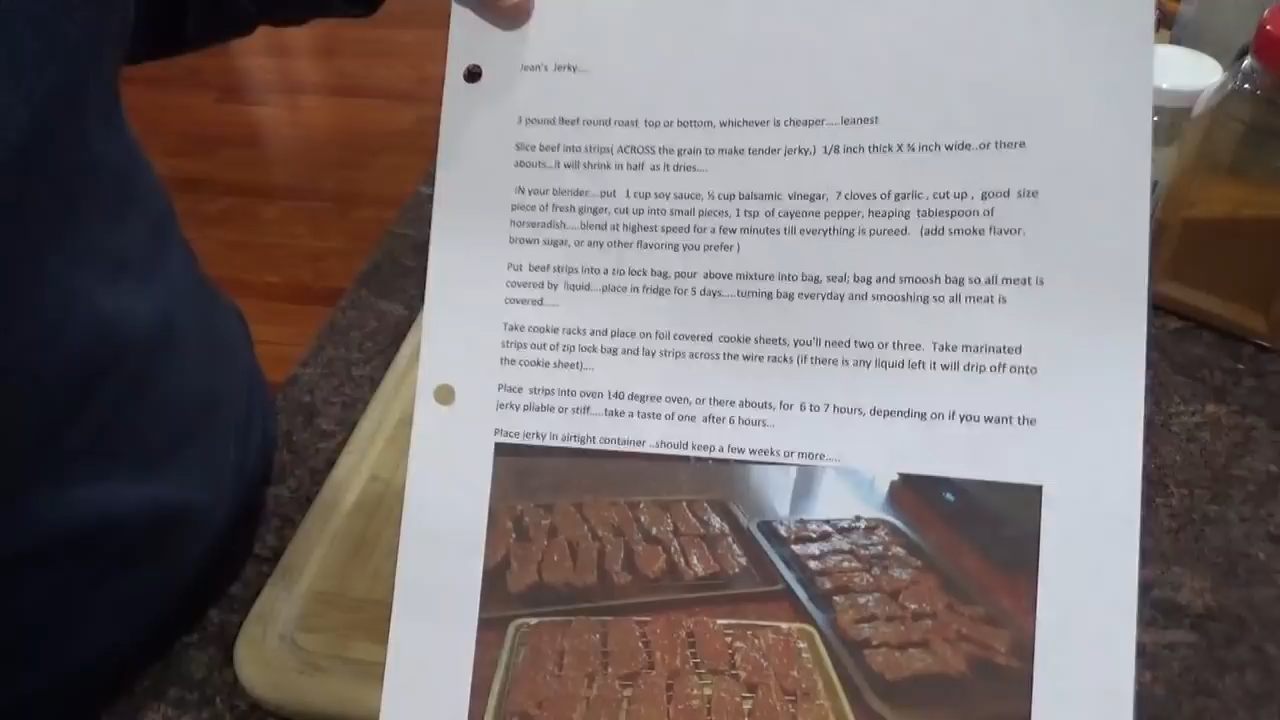 Jean's Jerky....
3 pound Beef round roast top or bottom, whichever is cheaper.....leanest
Slice beef into strips( ACROSS the grain to make tender jerky,) 1/8 inch thick X ¾ inch wide..or there
abouts...it will shrink in half as it dries....
IN your blender....put 1 cup soy sauce, ½ cup balsamic vinegar, 7 cloves of garlic , cut up , good size
piece of fresh ginger, cut up into small pieces, 1 tsp of cayenne pepper, heaping tablespoon of
horseradish.....blend at highest speed for a few minutes till everything is pureed. (add smoke flavor,
brown sugar, or any other flavoring you prefer )
Put beef strips into a zip lock bag, pour above mixture into bag, seal; bag and smoosh bag so all meat is
covered by liquid....place in fridge for 5 days.....turning bag everyday and smooshing so all meat is
covered......
Take cookie racks and place on foil covered cookie sheets, you'll need two or three. Take marinated
strips out of zip lock bag and lay strips across the wire racks (if there is any liquid left it will drip off onto
the cookie sheet)....
Place strips into oven 140 degree oven, or there abouts, for 6 to 7 hours, depending on if you want the
jerky pliable or stiff.....take a taste of one after 6 hours...
Place jerky in airtight container ..should keep a few weeks or more.....